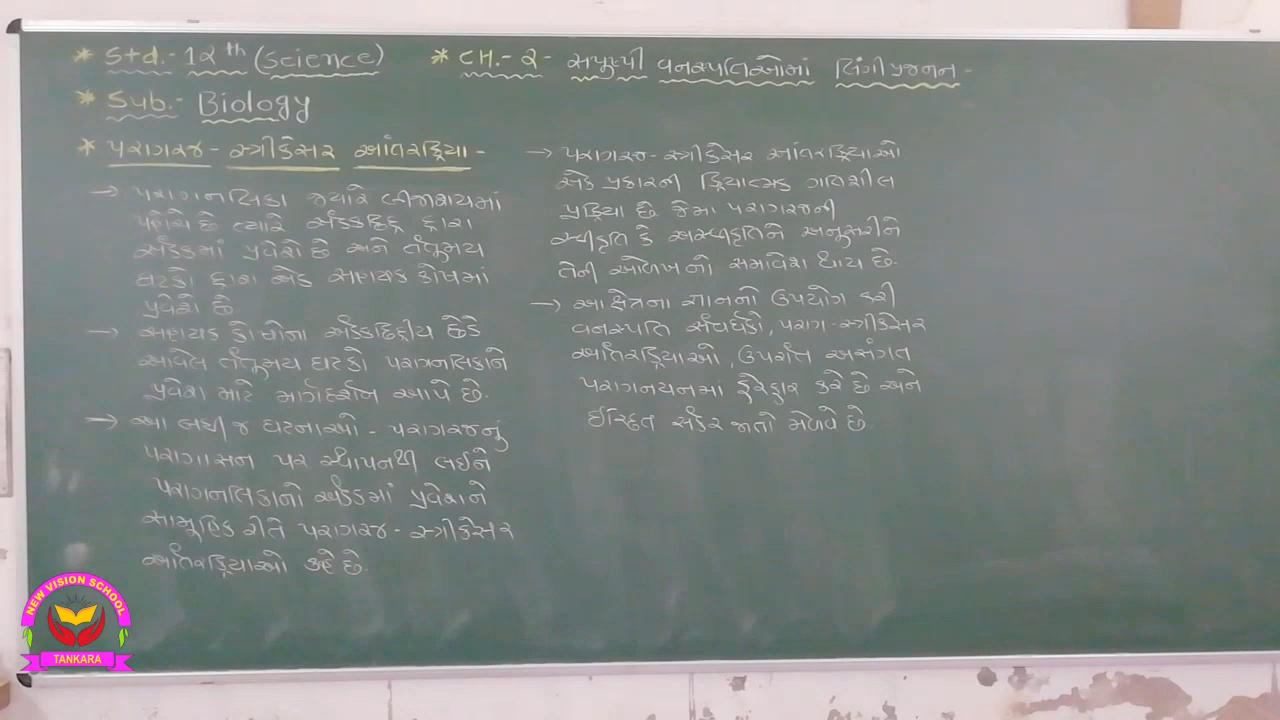 * Std.- 12th (Science)
* CH.- ૨ - સપુષ્પી વનસ્પતિઓમાં લિંગી પ્રજનન -
* Sub.- Biology
* પરાગરજ - સ્ત્રીકેસર આંતરક્રિયા -
→ પરાગનલિકા જ્યારે બીજાશયમાં
પહોંચે છે ત્યારે અંડકછિદ્ર દ્વારા
અંડકમાં પ્રવેશે છે અને તંતુમય
ઘટકો દ્વારા એક સહાયક કોષમાં
પ્રવેશે છે
→ સહાયક કોષોના અંડકછિદ્રીય છેડે
આવેલ તંતુમય ઘટકો પરાગનલિકાને
પ્રવેશ માટે માર્ગદર્શન આપે છે.
→ આ બધી જ ઘટનાઓ - પરાગરજનું
પરાગાસન પર સ્થાપનથી લઈને
પરાગનલિકાનો અંડકમાં પ્રવેશને
સામૂહિક રીતે પરાગરજ - સ્ત્રીકેસર
આંતરક્રિયાઓ કહે છે.
→ પરાગરજ - સ્ત્રીકેસર આંતરક્રિયાઓ
એક પ્રકારની ક્રિયાત્મક ગતિશીલ
પ્રક્રિયા છે જેમાં પરાગરજની
સ્વીકૃતિ કે અસ્વીકૃતિને અનુસરીને
તેની ઓળખનો સમાવેશ થાય છે.
→ આ ક્ષેત્રના જ્ઞાનનો ઉપયોગ કરી
વનસ્પતિ સંવર્ધકો, પરાગ - સ્ત્રીકેસર
આંતરક્રિયાઓ, ઉપરાંત અસંગત
પરાગનયનમાં ફેરફાર કરે છે અને
ઈચ્છિત સંકર જાતો મેળવે છે.
NEW VISION SCHOOL
TANKARA